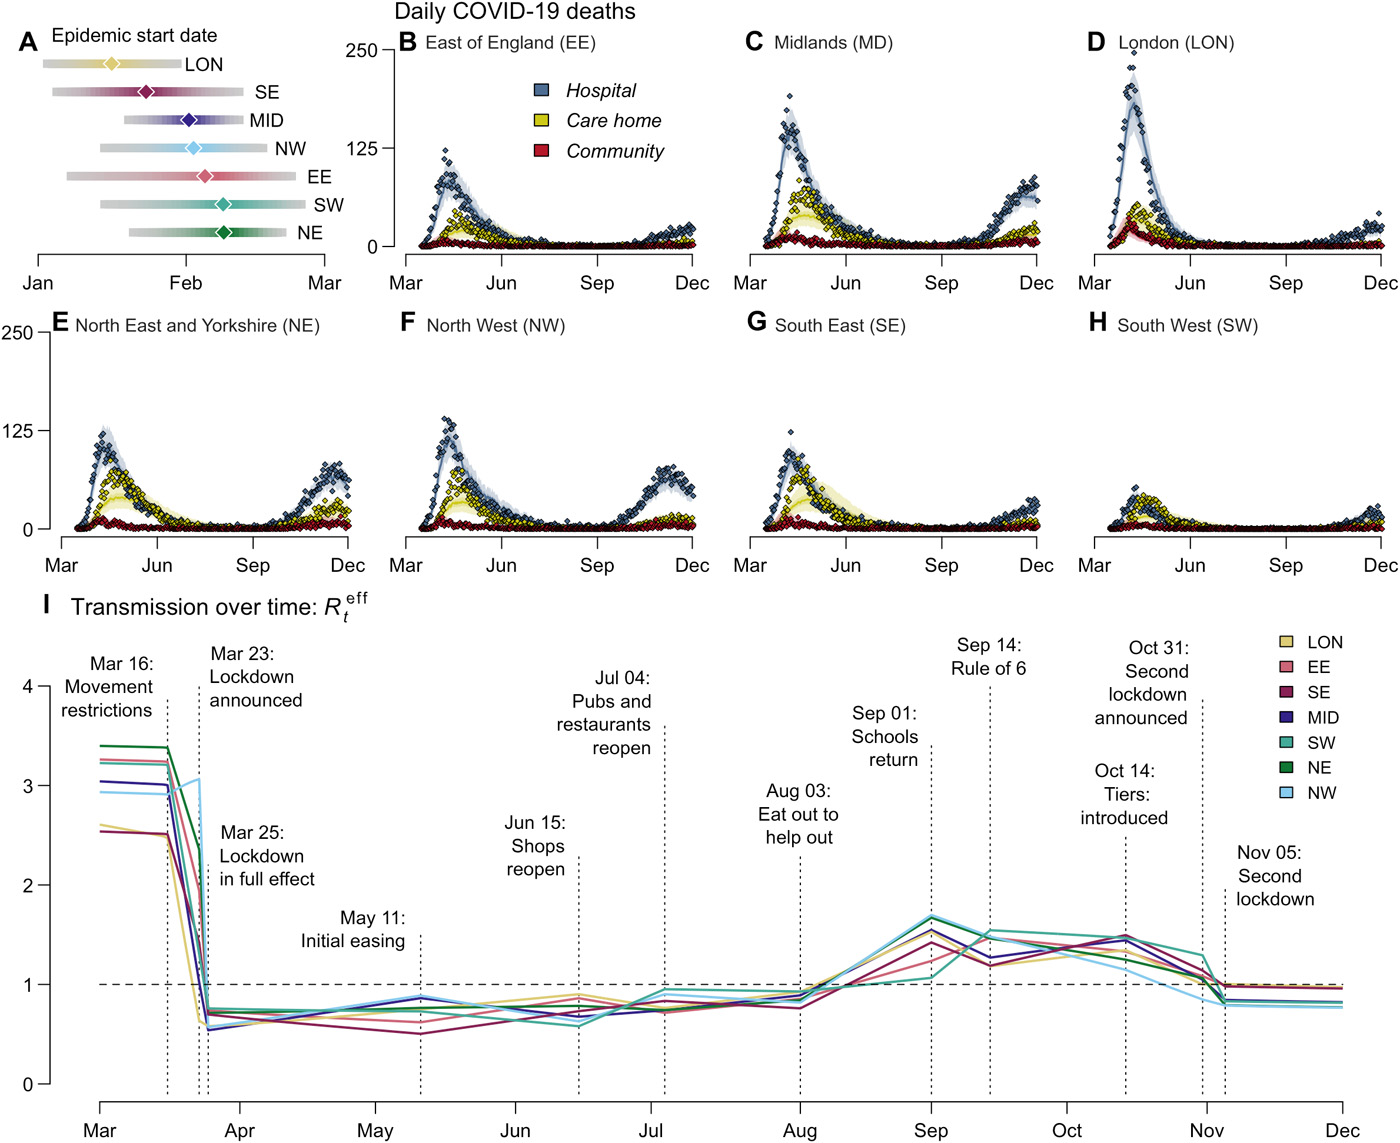 Daily COVID-19 deaths
A Epidemic start date
LON
SE
MID
NW
EE
SW
NE
Jan Feb Mar
B East of England (EE)
250
125
0
Hospital
Care home
Community
Mar Jun Sep Dec
C Midlands (MD)
Mar Jun Sep Dec
D London (LON)
Mar Jun Sep Dec
E North East and Yorkshire (NE)
250
125
0
Mar Jun Sep Dec
F North West (NW)
Mar Jun Sep Dec
G South East (SE)
Mar Jun Sep Dec
H South West (SW)
Mar Jun Sep Dec
I Transmission over time: R_t^eff
4
3
2
1
0
Mar 16:
Movement
restrictions
Mar 23:
Lockdown
announced
Mar 25:
Lockdown
in full effect
May 11:
Initial easing
Jun 15:
Shops
reopen
Jul 04:
Pubs and
restaurants
reopen
Aug 03:
Eat out to
help out
Sep 01:
Schools
return
Sep 14:
Rule of 6
Oct 14:
Tiers:
introduced
Oct 31:
Second
lockdown
announced
Nov 05:
Second
lockdown
LON
EE
SE
MID
SW
NE
NW
Mar Apr May Jun Jul Aug Sep Oct Nov Dec